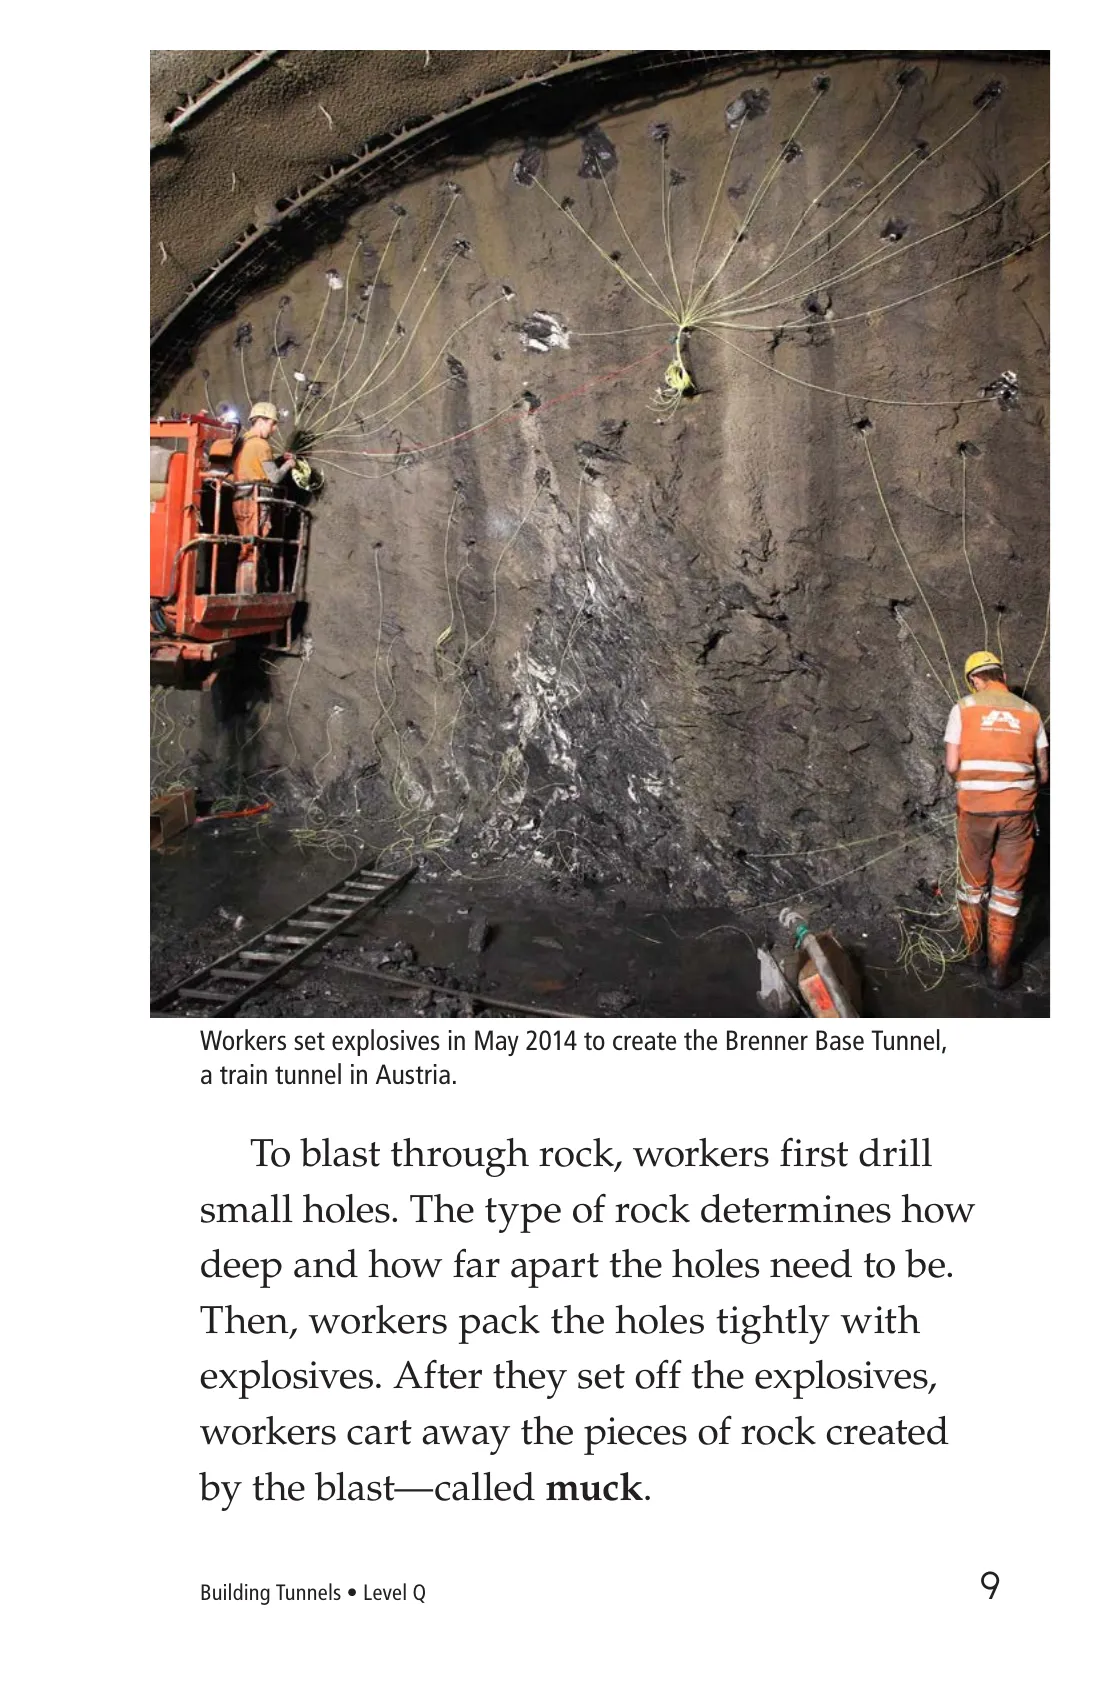 Workers set explosives in May 2014 to create the Brenner Base Tunnel,
a train tunnel in Austria.
To blast through rock, workers first drill
small holes. The type of rock determines how
deep and how far apart the holes need to be.
Then, workers pack the holes tightly with
explosives. After they set off the explosives,
workers cart away the pieces of rock created
by the blast—called muck.
Building Tunnels • Level Q
9